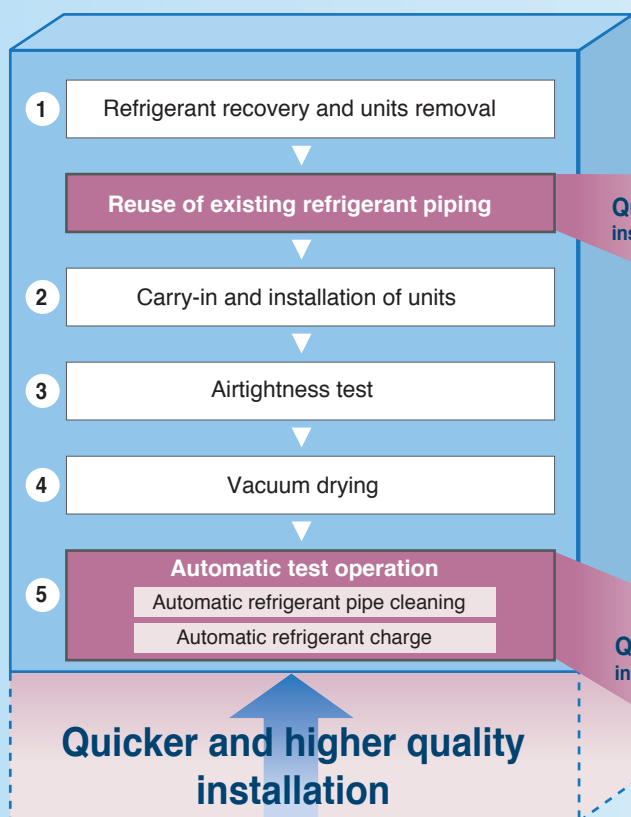 1 Refrigerant recovery and units removal
Reuse of existing refrigerant piping
2 Carry-in and installation of units
3 Airtightness test
4 Vacuum drying
5 Automatic test operation
Automatic refrigerant pipe cleaning
Automatic refrigerant charge
Quicker and higher quality
installation